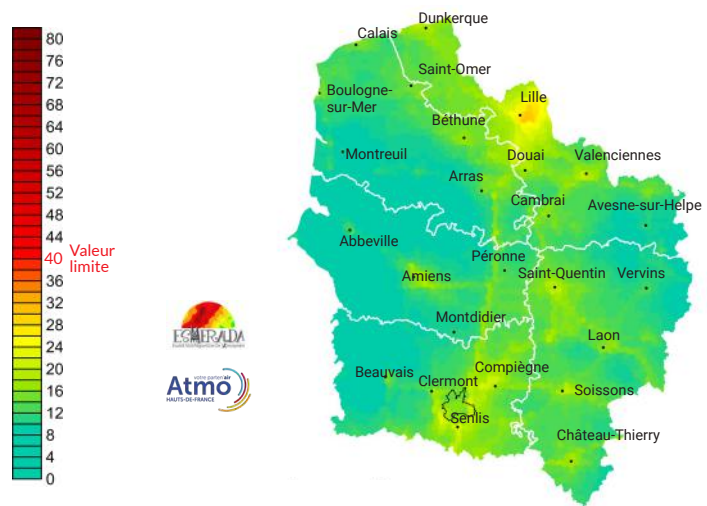 80
76
72
68
64
60
56
52
48
44
40 Valeur
limite
36
32
28
24
20
16
12
8
4
0
Dunkerque
Calais
Saint-Omer
Boulogne-
sur-Mer
Lille
Béthune
Montreuil
Douai
Valenciennes
Arras
Cambrai
Avesne-sur-Helpe
Abbeville
Péronne
Amiens
Saint-Quentin
Vervins
Montdidier
Laon
Compiègne
Beauvais
Clermont
Soissons
Senlis
Château-Thierry
ESMERALDA
votre parten'air
Atmo
HAUTS-DE-FRANCE